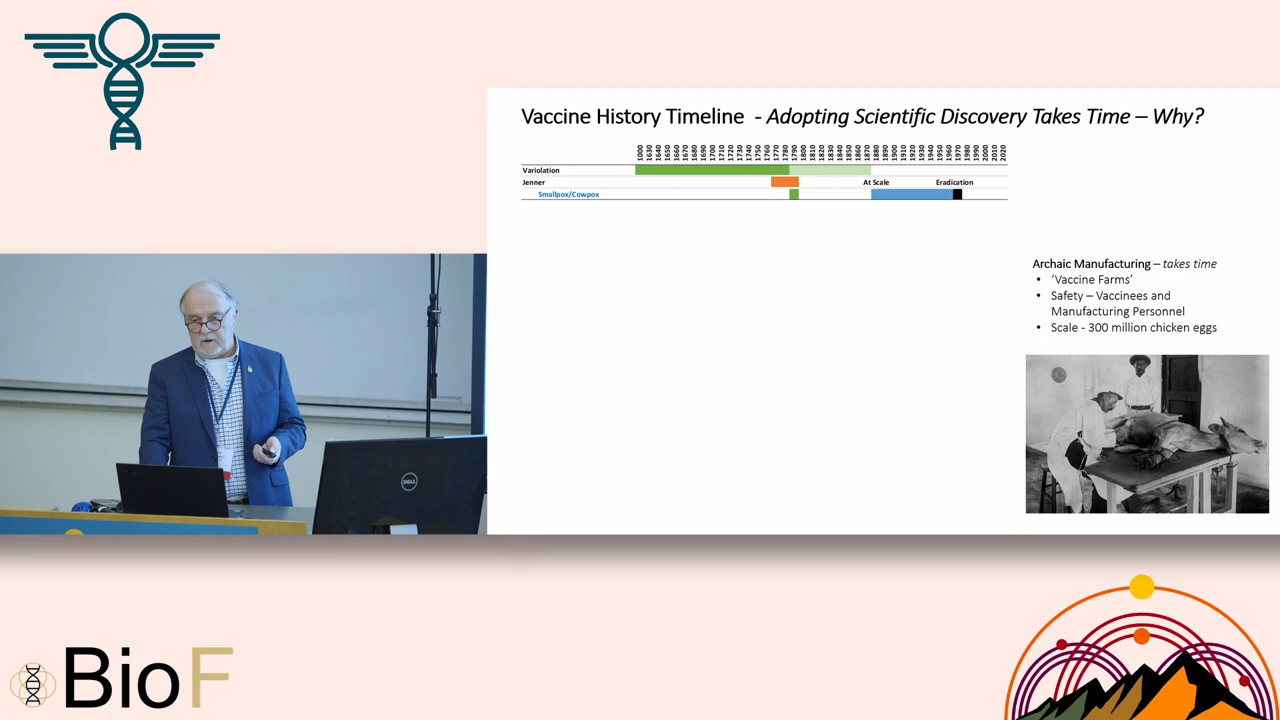 Vaccine History Timeline - Adopting Scientific Discovery Takes Time – Why?
1000 1630 1640 1650 1660 1670 1680 1690 1700 1710 1720 1730 1740 1750 1760 1770 1780 1790 1800 1810 1820 1830 1840 1850 1860 1870 1880 1890 1900 1910 1920 1930 1940 1950 1960 1970 1980 1990 2000 2010 2020
Variolation
Jenner At Scale Eradication
Smallpox/Cowpox
Archaic Manufacturing – takes time
• 'Vaccine Farms'
• Safety – Vaccinees and
Manufacturing Personnel
• Scale - 300 million chicken eggs
DELL
BioF